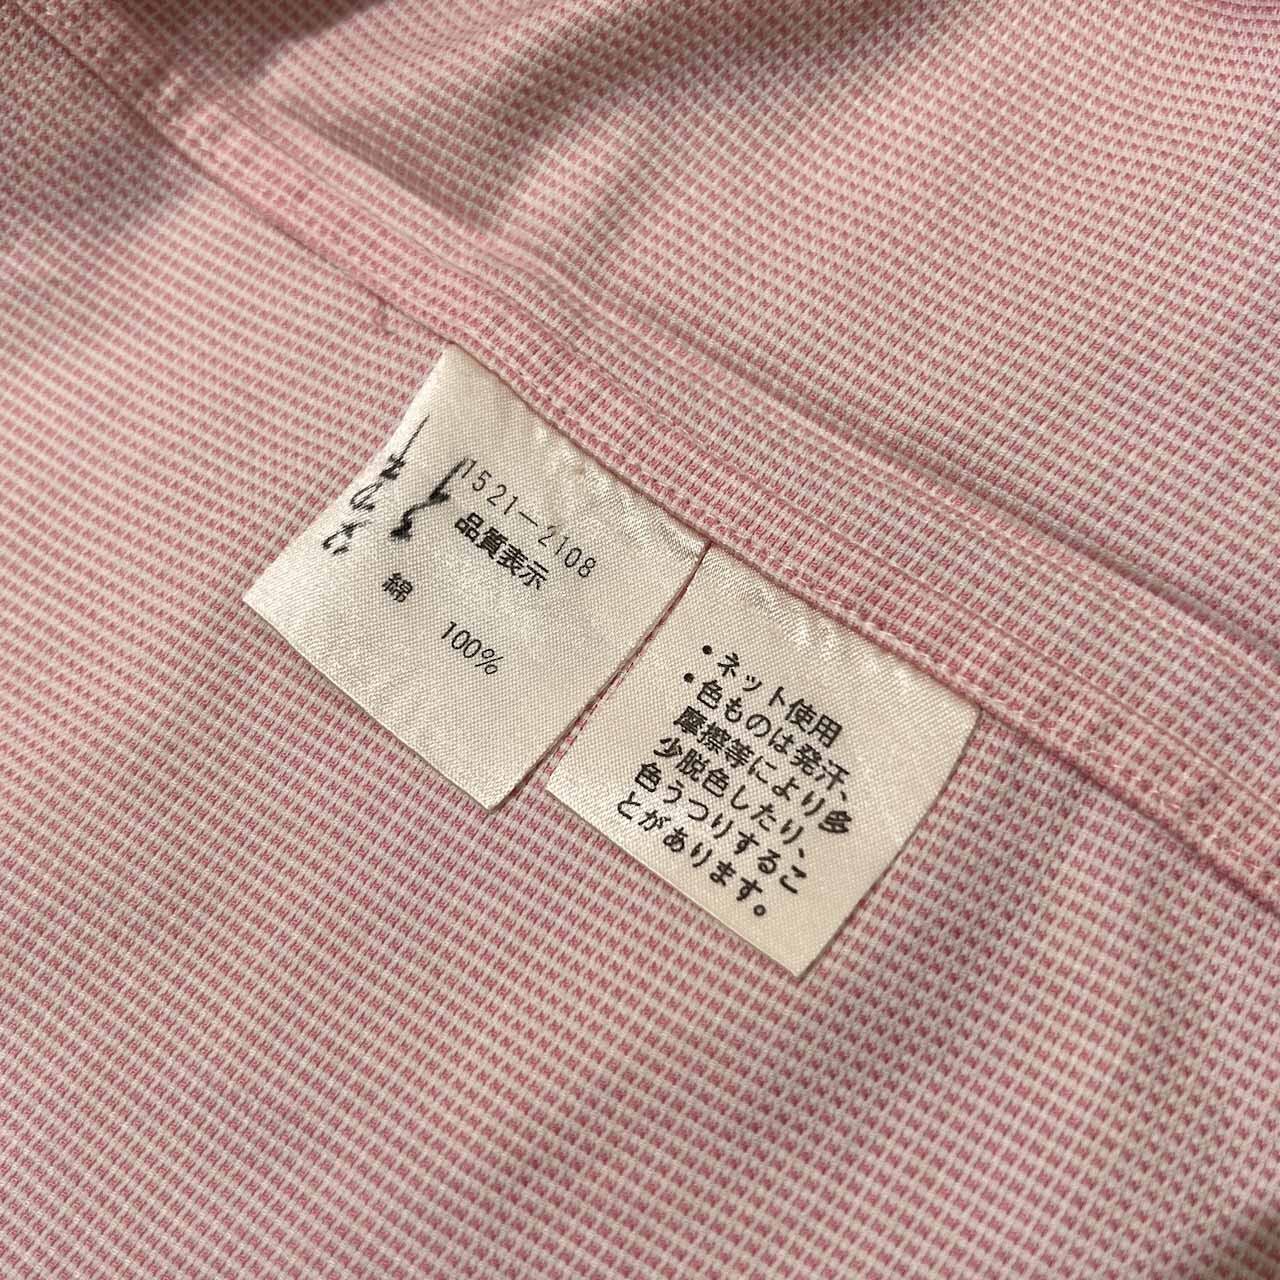 1521-2108
品質表示
綿 100%
・ネット使用
・色ものは発汗、
摩擦等により多
少脱色したり、
色うつりするこ
とがあります。